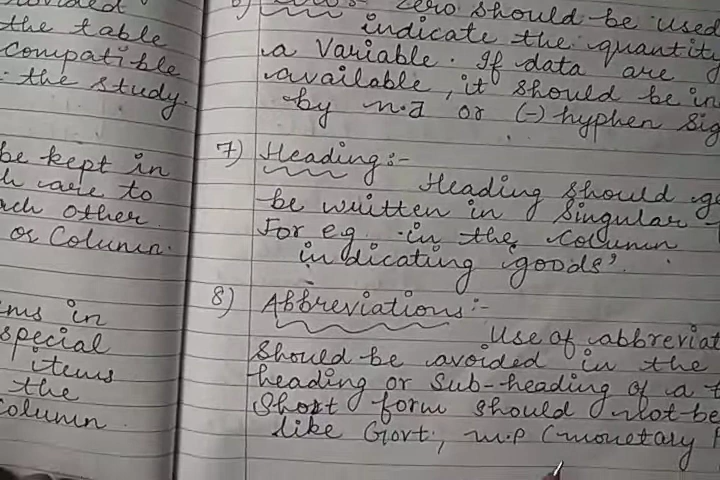 the table
compatible
the study.
be kept in
are to
other
or Column.
in
special
items
the
column
Zero should be used
indicate the quantity
a Variable. If data are
available, it should be in
by n.a or (-) hyphen sig
7) Heading:-
Heading should ge
be written in Singular
For eg. in the column
indicating 'goods'.
8) Abbreviations:-
Use of abbreviat
should be avoided in the
heading or Sub-heading of a t
Short form should not be
like Govt., m.p (monetary